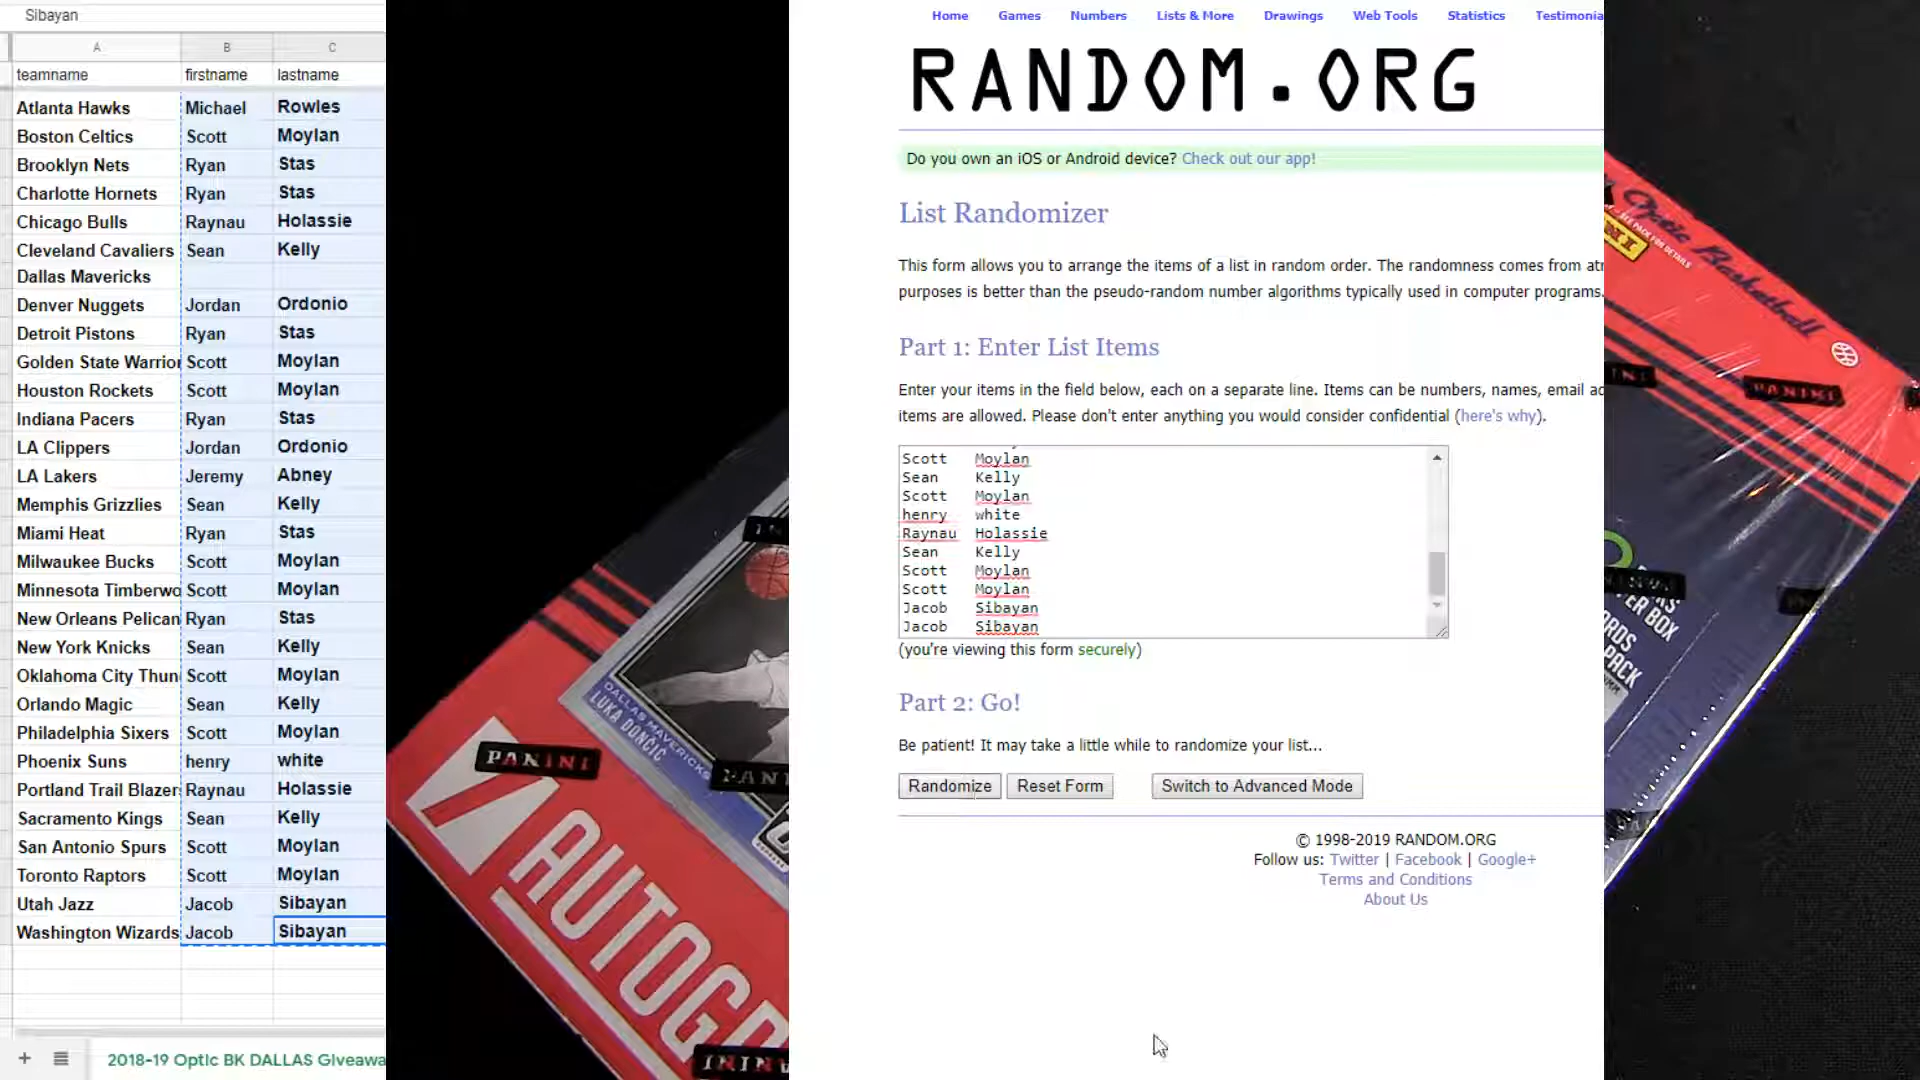 Sibayan
A B C
teamname firstname lastname
Atlanta Hawks Michael Rowles
Boston Celtics Scott Moylan
Brooklyn Nets Ryan Stas
Charlotte Hornets Ryan Stas
Chicago Bulls Raynau Holassie
Cleveland Cavaliers Sean Kelly
Dallas Mavericks
Denver Nuggets Jordan Ordonio
Detroit Pistons Ryan Stas
Golden State Warrior Scott Moylan
Houston Rockets Scott Moylan
Indiana Pacers Ryan Stas
LA Clippers Jordan Ordonio
LA Lakers Jeremy Abney
Memphis Grizzlies Sean Kelly
Miami Heat Ryan Stas
Milwaukee Bucks Scott Moylan
Minnesota Timberwo Scott Moylan
New Orleans Pelican Ryan Stas
New York Knicks Sean Kelly
Oklahoma City Thun Scott Moylan
Orlando Magic Sean Kelly
Philadelphia Sixers Scott Moylan
Phoenix Suns henry white
Portland Trail Blazer Raynau Holassie
Sacramento Kings Sean Kelly
San Antonio Spurs Scott Moylan
Toronto Raptors Scott Moylan
Utah Jazz Jacob Sibayan
Washington Wizards Jacob Sibayan
2018-19 Optic BK DALLAS Giveawa
DALLAS MAVERICKS
LUKA DONČIĆ
PANINI
PANI
AUTOGR
Home Games Numbers Lists & More Drawings Web Tools Statistics Testimonia
RANDOM.ORG
Do you own an iOS or Android device? Check out our app!
List Randomizer
This form allows you to arrange the items of a list in random order. The randomness comes from atr
purposes is better than the pseudo-random number algorithms typically used in computer programs.
Part 1: Enter List Items
Enter your items in the field below, each on a separate line. Items can be numbers, names, email ad
items are allowed. Please don't enter anything you would consider confidential (here's why).
Scott Moylan
Sean Kelly
Scott Moylan
henry white
Raynau Holassie
Sean Kelly
Scott Moylan
Scott Moylan
Jacob Sibayan
Jacob Sibayan
(you're viewing this form securely)
Part 2: Go!
Be patient! It may take a little while to randomize your list...
Randomize Reset Form Switch to Advanced Mode
© 1998-2019 RANDOM.ORG
Follow us: Twitter | Facebook | Google+
Terms and Conditions
About Us
Optic Basketball
SEE PACK FOR DETAILS
PANINI
PER BOX
PACK